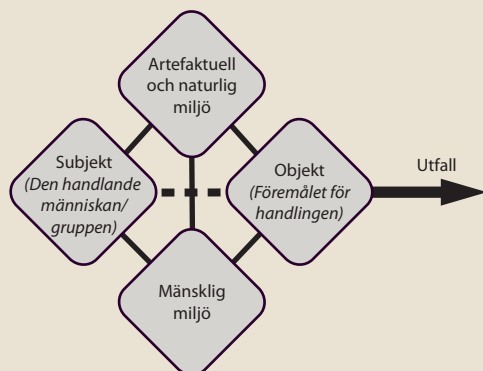 Artefaktuell
och naturlig
miljö
Subjekt
(Den handlande
människan/
gruppen)
Objekt
(Föremålet för
handlingen)
Utfall
Mänsklig
miljö